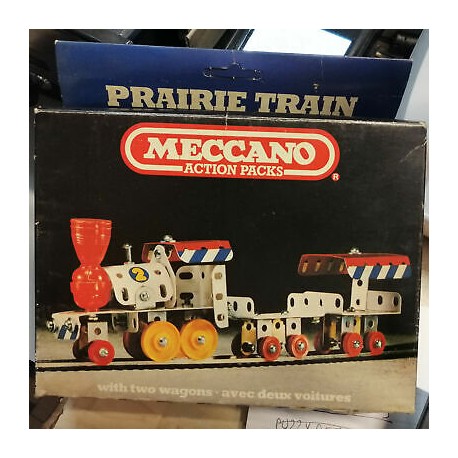 PRAIRIE TRAIN
MECCANO
ACTION PACKS
®
2
with two wagons · avec deux voitures